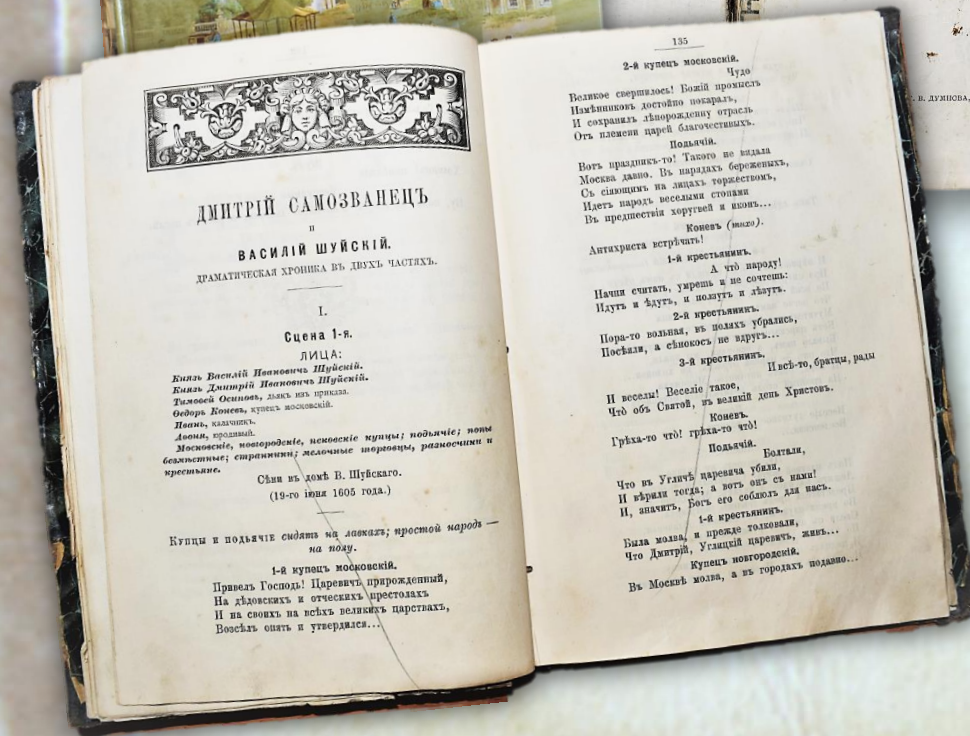 ДМИТРІЙ САМОЗВАНЕЦЪ
И
ВАСИЛІЙ ШУЙСКІЙ.
ДРАМАТИЧЕСКАЯ ХРОНИКА ВЪ ДВУХЪ ЧАСТЯХЪ.
I.
Сцена 1-я.
ЛИЦА:
Князь Василій Ивановичъ Шуйскій.
Князь Дмитрій Ивановичъ Шуйскій.
Тимоѳей Осиповъ, дьякъ изъ приказа.
Ѳедоръ Коневъ, купецъ московскій.
Иванъ, калачникъ.
Аѳоня, юродивый.
Московскіе, новгородскіе, псковскіе купцы; подьячіе; попы
безмѣстные; странники; мелочные торговцы, разносчики и
крестьяне.
Сѣни въ домѣ В. Шуйскаго.
(19-го іюня 1605 года.)
Купцы и подьячіе сидятъ на лавкахъ; простой народъ —
на полу.
1-й купецъ московскій.
Привелъ Господь! Царевичъ прирожденный,
На дѣдовскихъ и отческихъ престолахъ
И на своихъ на всѣхъ великихъ царствахъ,
Возсѣлъ опять и утвердился...
135
2-й купецъ московскій.
Чудо
Великое свершилось! Божій промыслъ
Измѣнниковъ достойно покаралъ,
И сохранилъ лѣпорожденну отрасль
Отъ племени царей благочестивыхъ.
Подьячій.
Вотъ праздникъ-то! Такого не видала
Москва давно. Въ нарядахъ береженыхъ,
Съ сіяющимъ на лицахъ торжествомъ,
Идетъ народъ веселыми стопами
Въ предшествіи хоругвей и иконъ...
Коневъ (тихо).
Антихриста встрѣчать!
1-й крестьянинъ.
А что̀ народу!
Начни считать, умрешь и не сочтешь:
Идутъ и ѣдутъ, и ползутъ и лѣзутъ.
2-й крестьянинъ.
Пора-то вольная, въ поляхъ убрались,
Посѣяли, а сѣнокосъ не вдругъ...
3-й крестьянинъ.
И всѣ-то, братцы, рады
И веселы! Веселіе такое,
Что̀ объ Святой, въ великій день Христовъ.
Коневъ.
Грѣха-то что̀! грѣха-то что̀!
Подьячій.
Болтали,
Что въ Угличѣ царевича убили,
И вѣрили тогда; а вотъ онъ съ нами!
И, значитъ, Богъ его соблюлъ для насъ.
1-й крестьянинъ.
Была молва, и прежде толковали,
Что Дмитрій, Углицкій царевичъ, живъ...
Купецъ новгородскій.
Въ Москвѣ молва, а въ городахъ подавно...
В. ДУМНОВА,